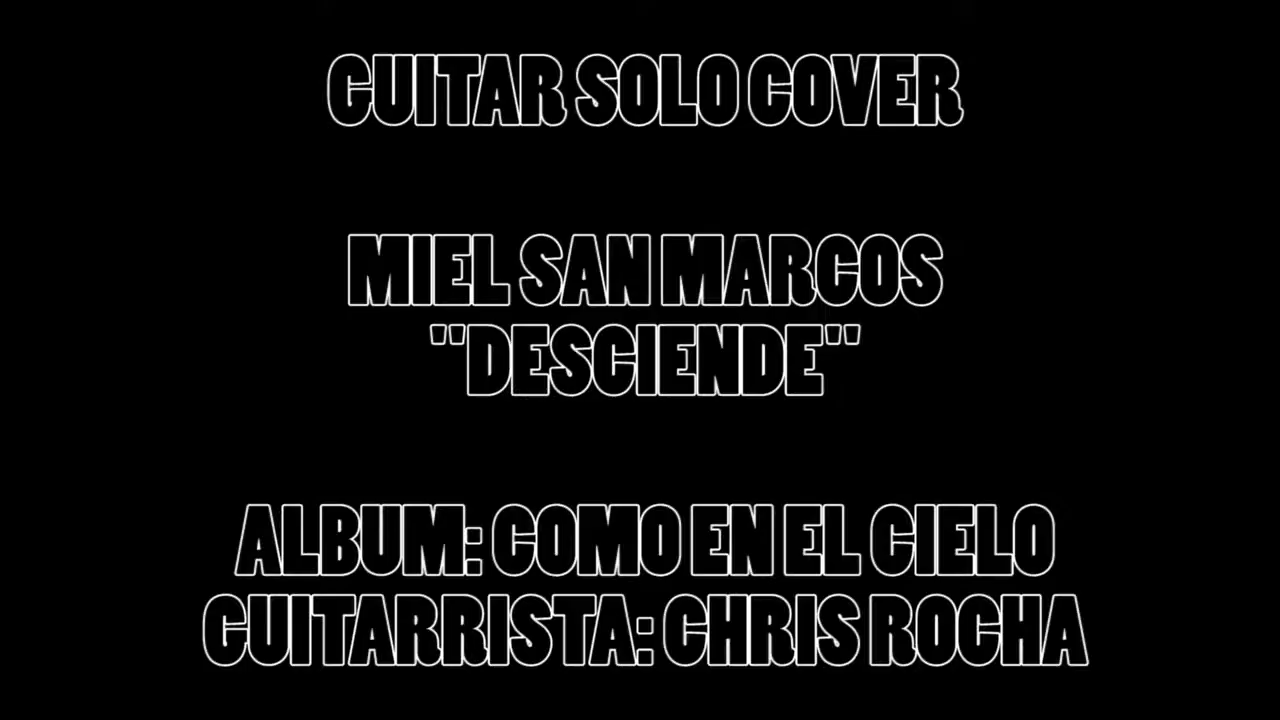 GUITAR SOLO COVER
MIEL SAN MARCOS
"DESCIENDE"
ALBUM: COMO EN EL CIELO
GUITARRISTA: CHRIS ROCHA